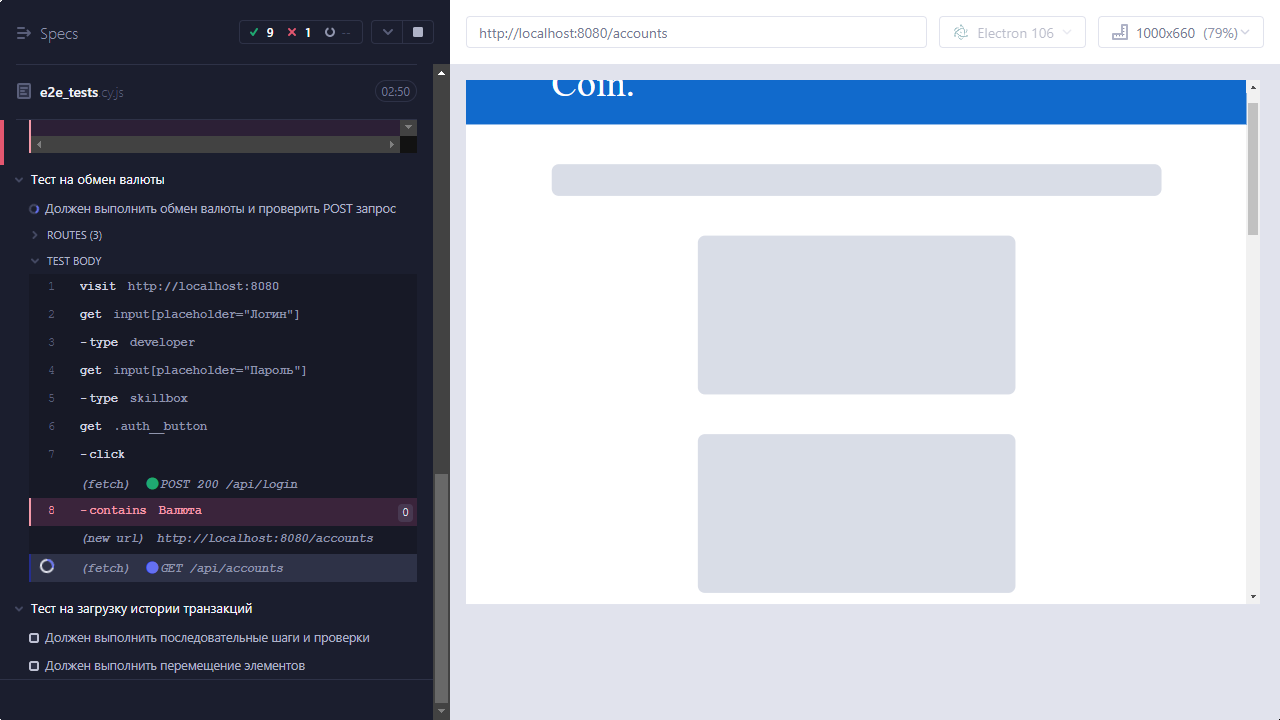 Specs
9 1 --
http://localhost:8080/accounts
Electron 106
1000x660 (79%)
e2e_tests.cy.js
02:50
Coin.
Тест на обмен валюты
Должен выполнить обмен валюты и проверить POST запрос
ROUTES (3)
TEST BODY
1 visit http://localhost:8080
2 get input[placeholder="Логин"]
3 -type developer
4 get input[placeholder="Пароль"]
5 -type skillbox
6 get .auth__button
7 -click
(fetch) POST 200 /api/login
8 -contains Валюта 0
(new url) http://localhost:8080/accounts
(fetch) GET /api/accounts
Тест на загрузку истории транзакций
Должен выполнить последовательные шаги и проверки
Должен выполнить перемещение элементов